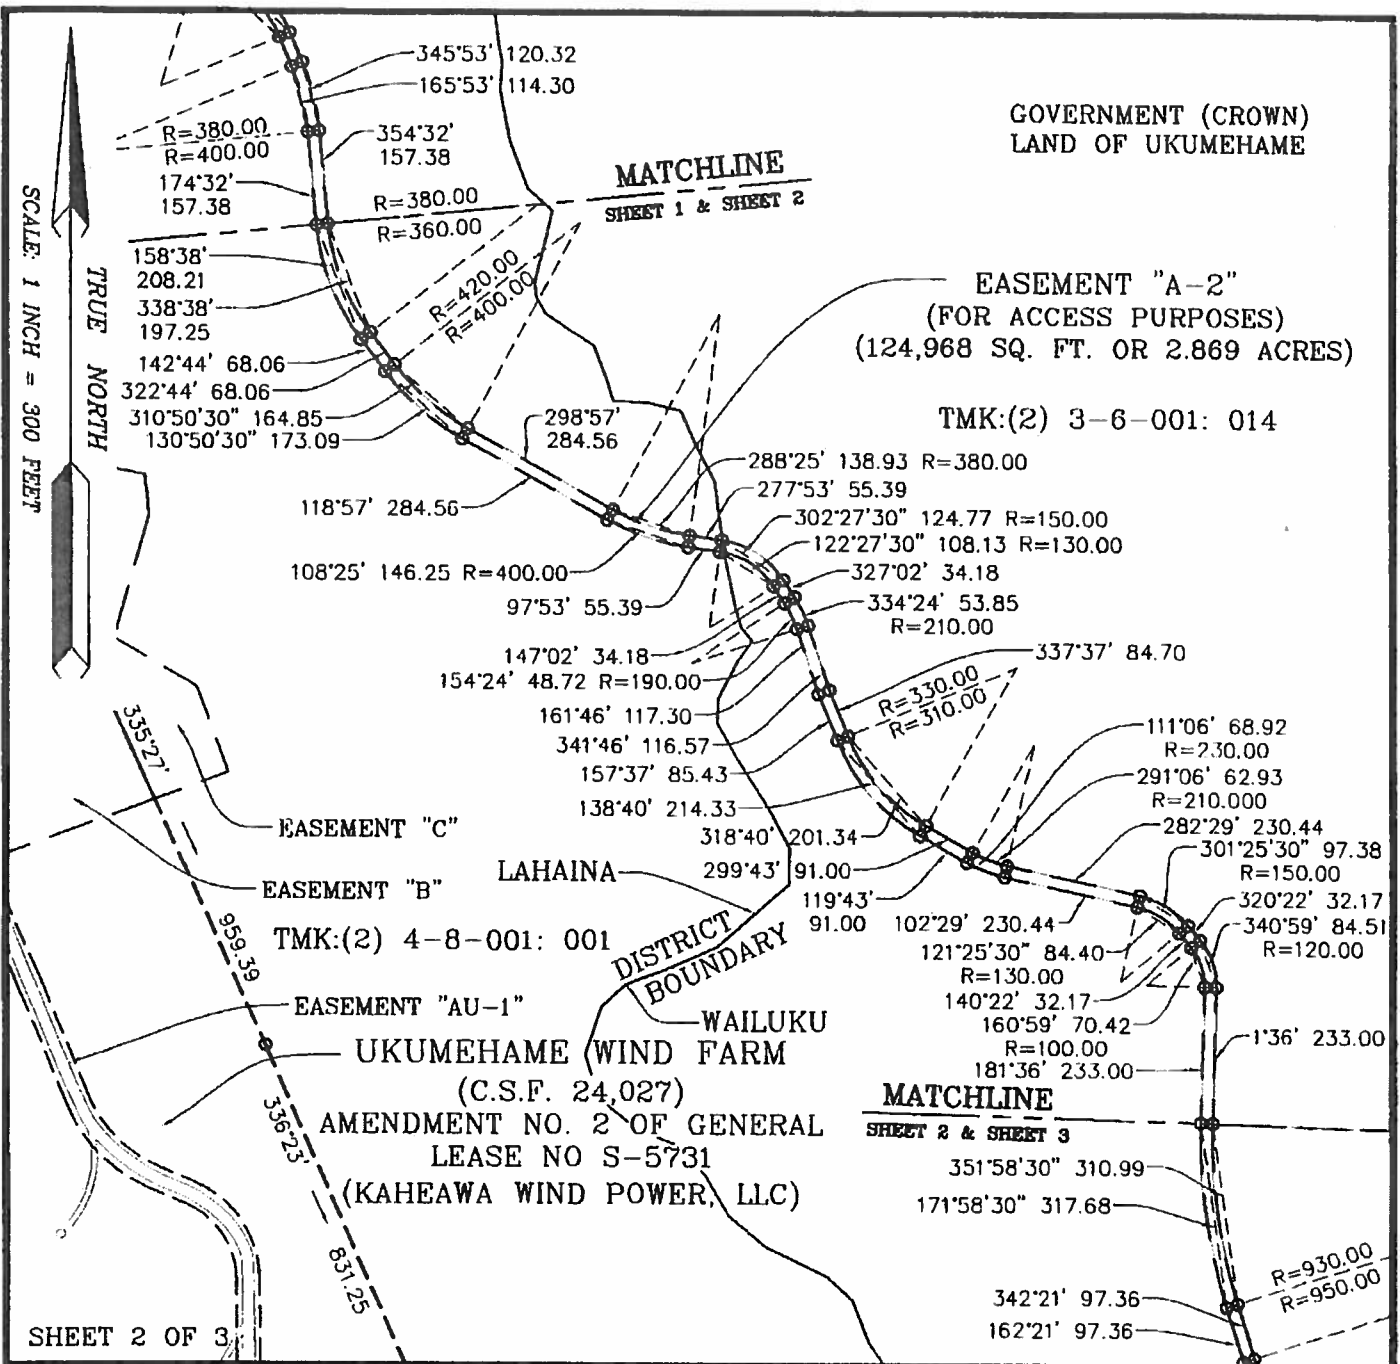 345°53' 120.32
165°53' 114.30
GOVERNMENT (CROWN)
LAND OF UKUMEHAME
R=380.00
R=400.00
354°32'
157.38
174°32'
157.38
MATCHLINE
SHEET 1 & SHEET 2
R=380.00
R=360.00
SCALE: 1 INCH = 300 FEET
TRUE NORTH
158°38'
208.21
338°38'
197.25
R=420.00
R=400.00
EASEMENT "A-2"
(FOR ACCESS PURPOSES)
(124,968 SQ. FT. OR 2.869 ACRES)
142°44' 68.06
322°44' 68.06
310°50'30" 164.85
130°50'30" 173.09
TMK:(2) 3-6-001: 014
298°57'
284.56
288°25' 138.93 R=380.00
277°53' 55.39
118°57' 284.56
302°27'30" 124.77 R=150.00
122°27'30" 108.13 R=130.00
108°25' 146.25 R=400.00
327°02' 34.18
97°53' 55.39
334°24' 53.85
R=210.00
147°02' 34.18
154°24' 48.72 R=190.00
337°37' 84.70
R=330.00
R=310.00
161°46' 117.30
341°46' 116.57
157°37' 85.43
138°40' 214.33
318°40' 201.34
299°43' 91.00
119°43'
91.00
111°06' 68.92
R=230.00
291°06' 62.93
R=210.000
282°29' 230.44
301°25'30" 97.38
R=150.00
320°22' 32.17
340°59' 84.51
R=120.00
102°29' 230.44
121°25'30" 84.40
R=130.00
140°22' 32.17
160°59' 70.42
R=100.00
181°36' 233.00
1°36' 233.00
335°27'
959.39
EASEMENT "C"
EASEMENT "B"
LAHAINA
TMK:(2) 4-8-001: 001
DISTRICT
BOUNDARY
WAILUKU
EASEMENT "AU-1"
UKUMEHAME WIND FARM
(C.S.F. 24,027)
AMENDMENT NO. 2 OF GENERAL
LEASE NO S-5731
(KAHEAWA WIND POWER, LLC)
336°23'
831.25
MATCHLINE
SHEET 2 & SHEET 3
351°58'30" 310.99
171°58'30" 317.68
R=930.00
R=950.00
342°21' 97.36
162°21' 97.36
SHEET 2 OF 3